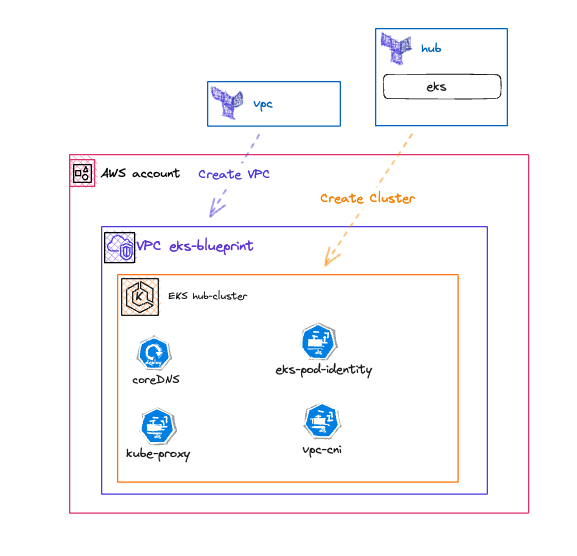 hub
eks
vpc
AWS account
Create VPC
Create Cluster
VPC eks-blueprint
EKS hub-cluster
coreDNS
eks-pod-identity
kube-proxy
vpc-cni